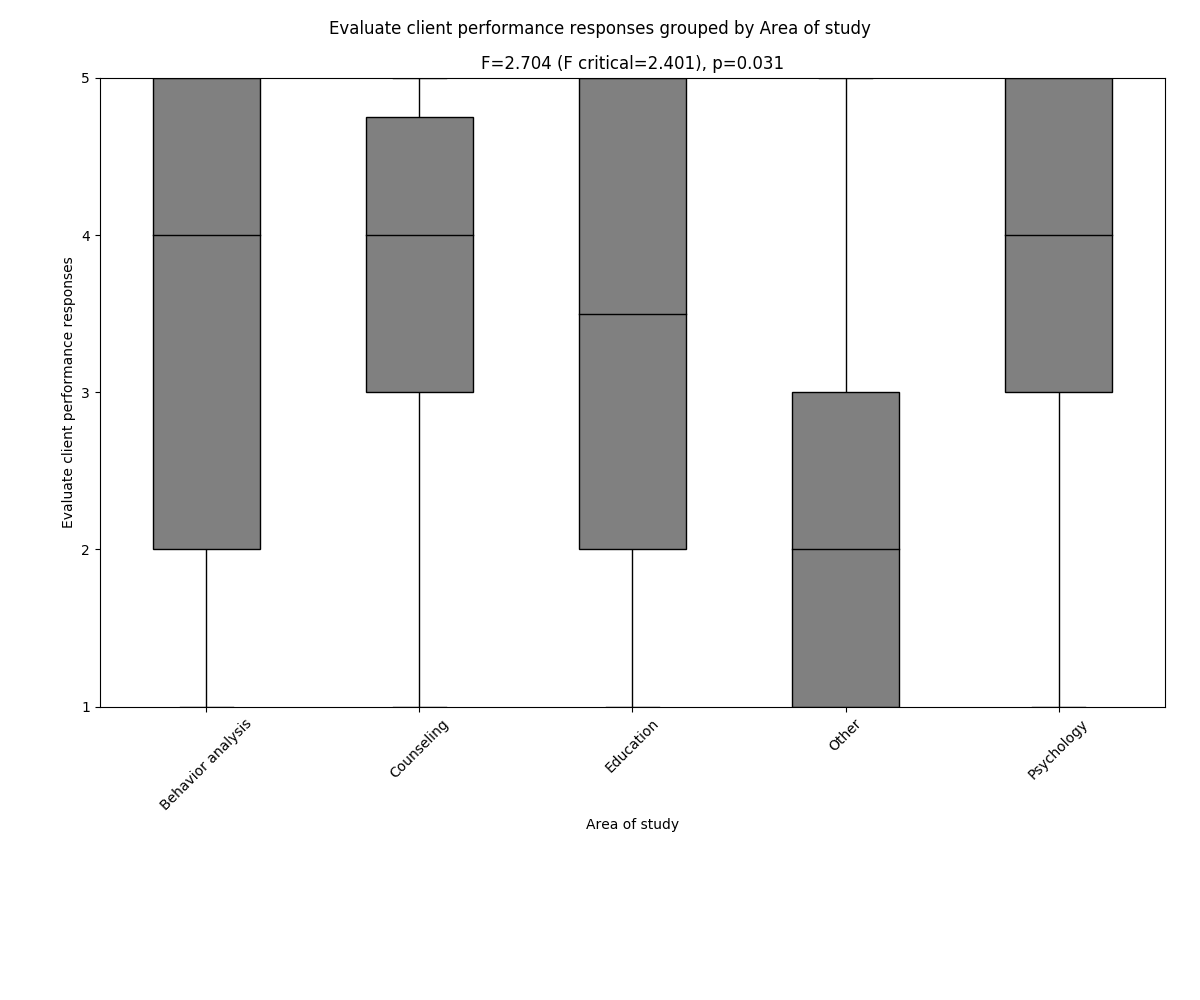 Evaluate client performance responses grouped by Area of study
F=2.704 (F critical=2.401), p=0.031
Evaluate client performance responses
5
4
3
2
1
Behavior analysis
Counseling
Education
Other
Psychology
Area of study